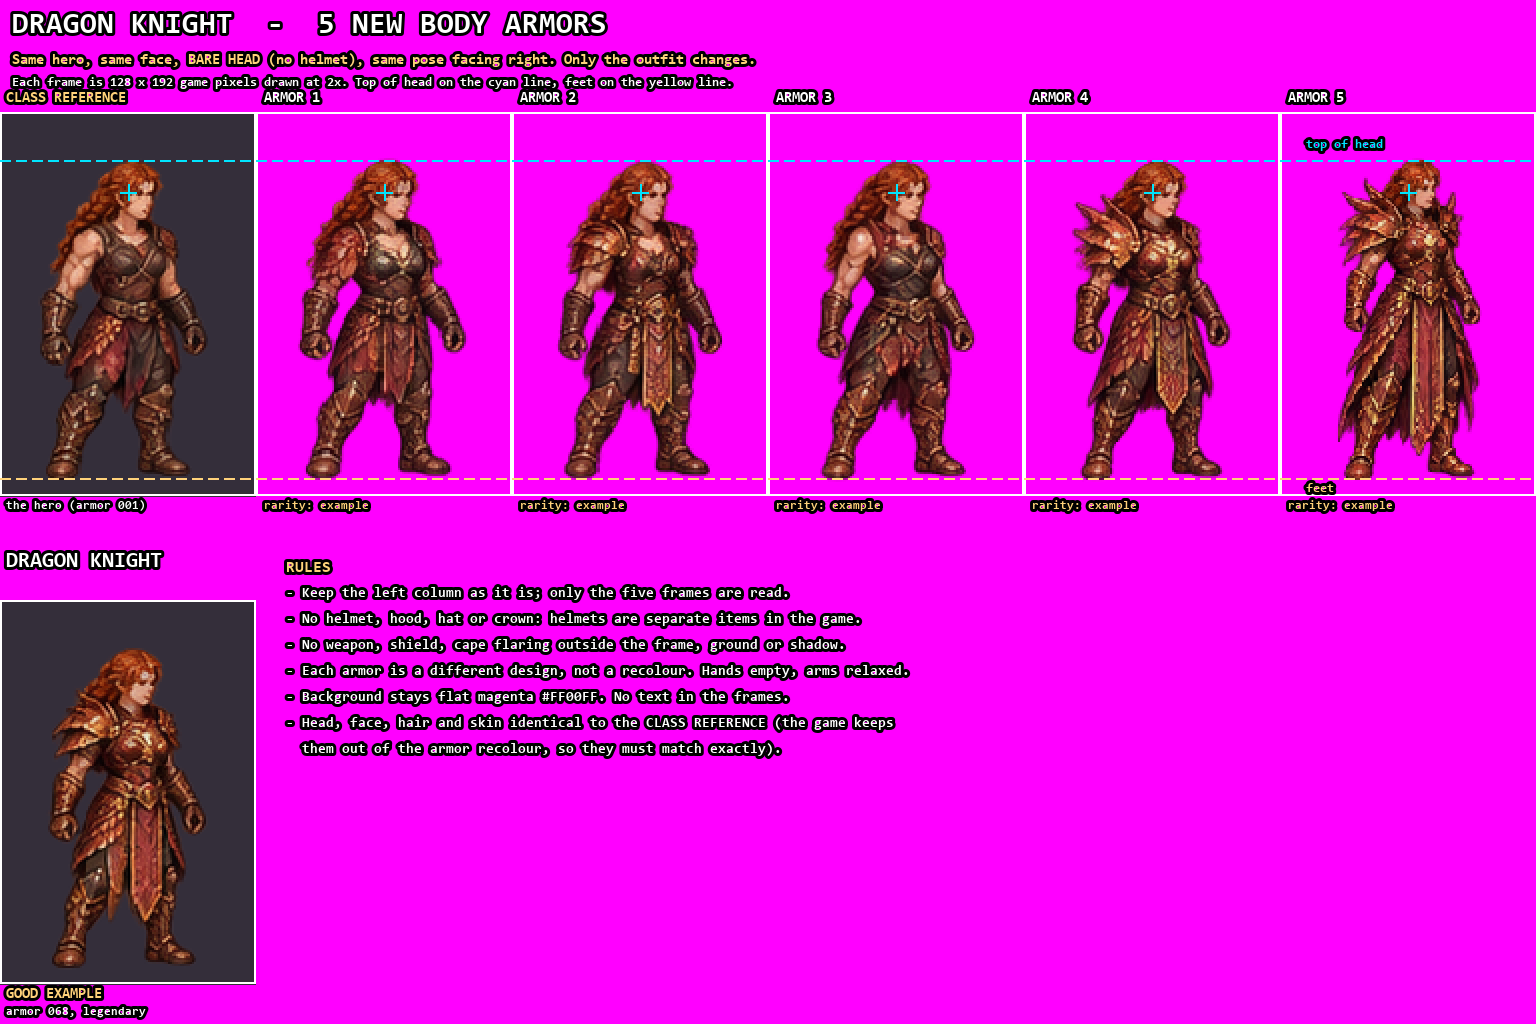 DRAGON KNIGHT - 5 NEW BODY ARMORS
Same hero, same face, BARE HEAD (no helmet), same pose facing right. Only the outfit changes.
Each frame is 128 x 192 game pixels drawn at 2x. Top of head on the cyan line, feet on the yellow line.
CLASS REFERENCE
ARMOR 1
ARMOR 2
ARMOR 3
ARMOR 4
ARMOR 5
top of head
feet
the hero (armor 001)
rarity: example
rarity: example
rarity: example
rarity: example
rarity: example
DRAGON KNIGHT
RULES
- Keep the left column as it is; only the five frames are read.
- No helmet, hood, hat or crown: helmets are separate items in the game.
- No weapon, shield, cape flaring outside the frame, ground or shadow.
- Each armor is a different design, not a recolour. Hands empty, arms relaxed.
- Background stays flat magenta #FF00FF. No text in the frames.
- Head, face, hair and skin identical to the CLASS REFERENCE (the game keeps
them out of the armor recolour, so they must match exactly).
GOOD EXAMPLE
armor 068, legendary